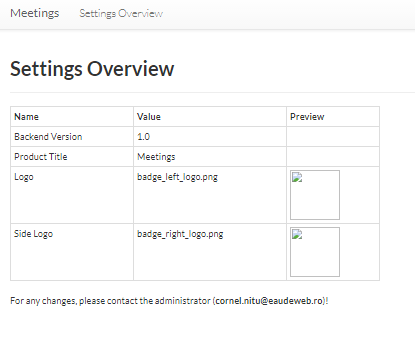 Meetings Settings Overview
Settings Overview
Name Value Preview
Backend Version 1.0
Product Title Meetings
Logo badge_left_logo.png
Side Logo badge_right_logo.png
For any changes, please contact the administrator (cornel.nitu@eaudeweb.ro)!